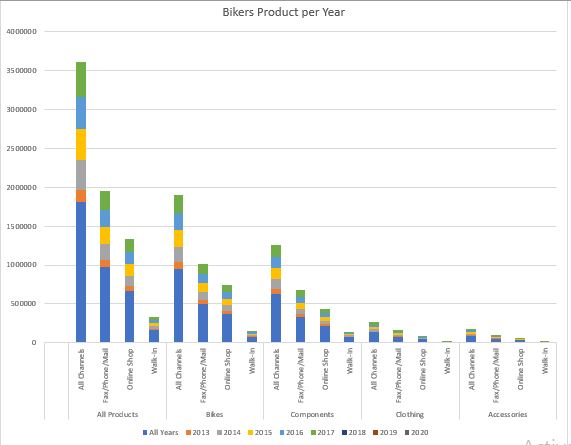 Bikers Product per Year
4000000
3500000
3000000
2500000
2000000
1500000
1000000
500000
0
All Channels
Fax/Phone/Mail
Online Shop
Walk-in
All Channels
Fax/Phone/Mail
Online Shop
Walk-in
All Channels
Fax/Phone/Mail
Online Shop
Walk-in
All Channels
Fax/Phone/Mail
Online Shop
Walk-in
All Channels
Fax/Phone/Mail
Online Shop
Walk-in
All Products
Bikes
Components
Clothing
Accessories
All Years 2013 2014 2015 2016 2017 2018 2019 2020